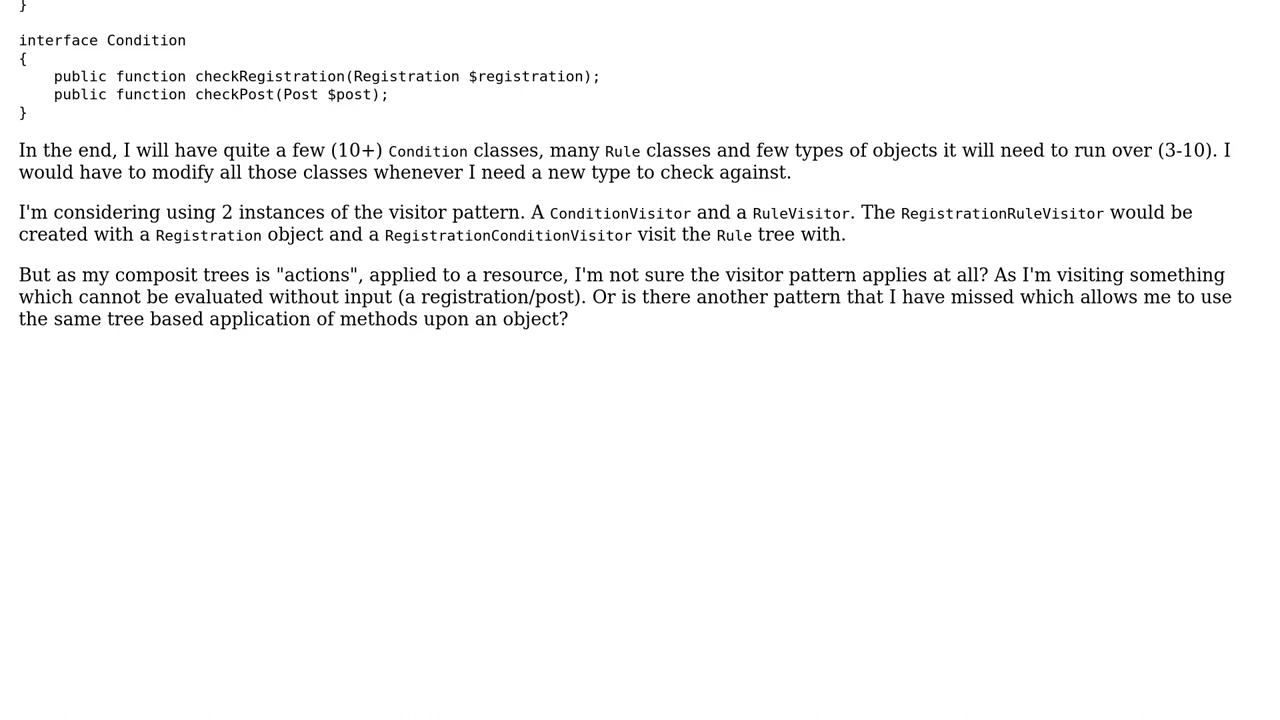 }
interface Condition
{
    public function checkRegistration(Registration $registration);
    public function checkPost(Post $post);
}
In the end, I will have quite a few (10+) Condition classes, many Rule classes and few types of objects it will need to run over (3-10). I
would have to modify all those classes whenever I need a new type to check against.
I'm considering using 2 instances of the visitor pattern. A ConditionVisitor and a RuleVisitor. The RegistrationRuleVisitor would be
created with a Registration object and a RegistrationConditionVisitor visit the Rule tree with.
But as my composit trees is "actions", applied to a resource, I'm not sure the visitor pattern applies at all? As I'm visiting something
which cannot be evaluated without input (a registration/post). Or is there another pattern that I have missed which allows me to use
the same tree based application of methods upon an object?